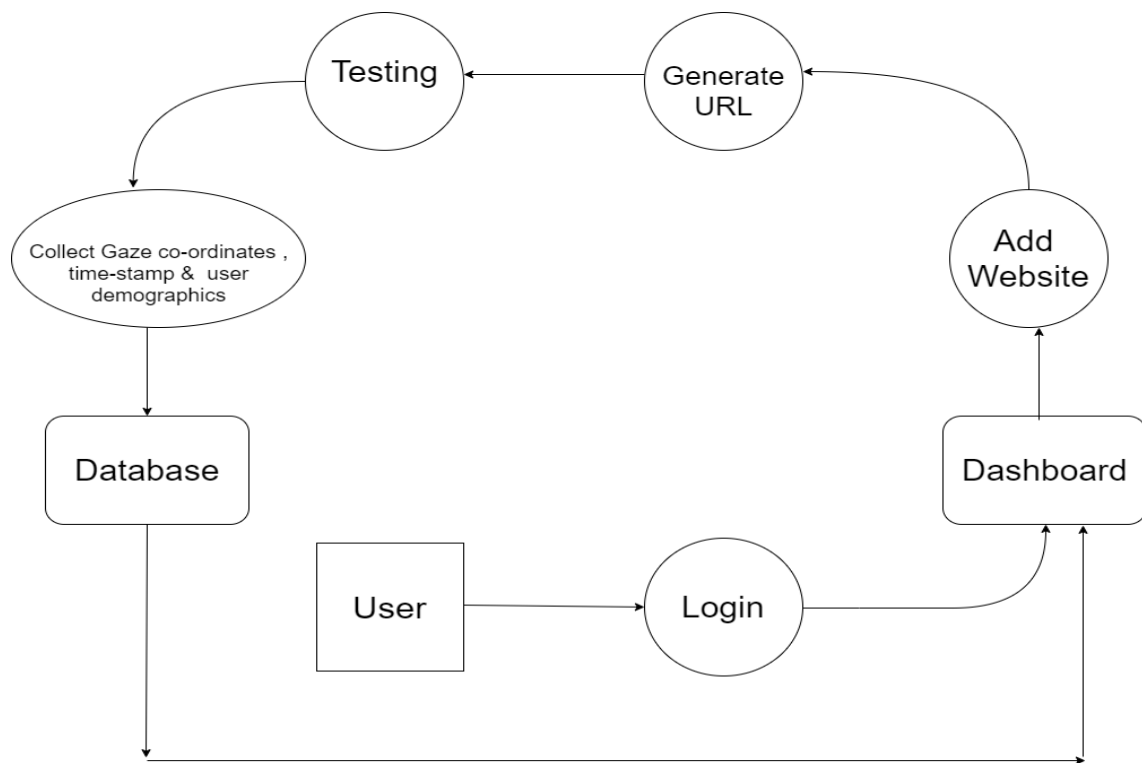 Testing
Generate
URL
Collect Gaze co-ordinates ,
time-stamp & user
demographics
Add
Website
Database
Dashboard
User
Login